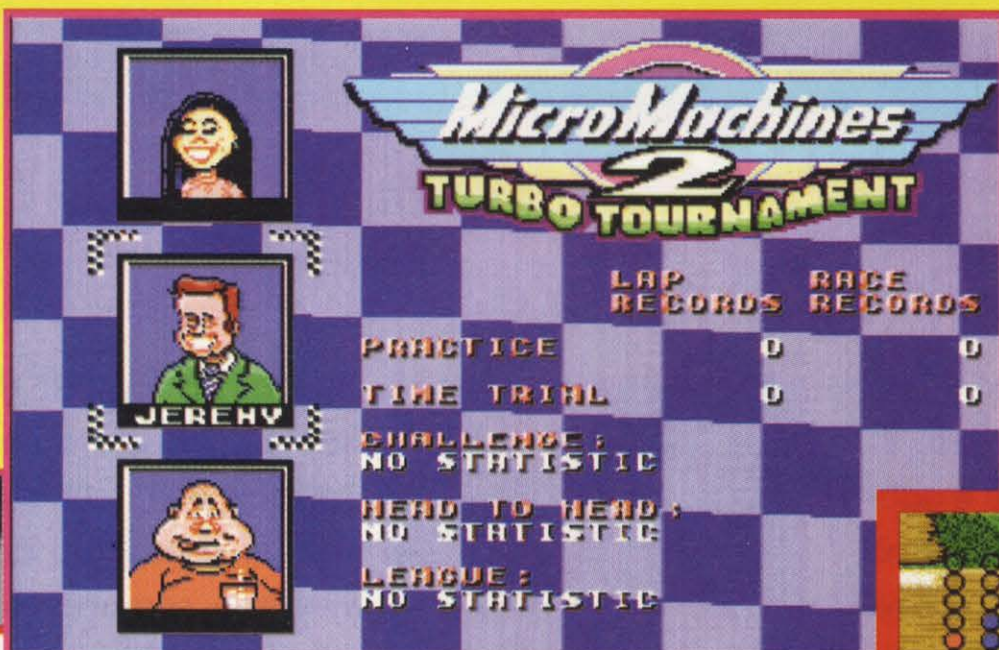 MicroMachines
2
TURBO TOURNAMENT
LAP RACE
RECORDS RECORDS
PRACTICE 0 0
TIME TRIAL 0 0
JEREMY
CHALLENGE:
NO STATISTIC
HEAD TO HEAD:
NO STATISTIC
LEAGUE:
NO STATISTIC